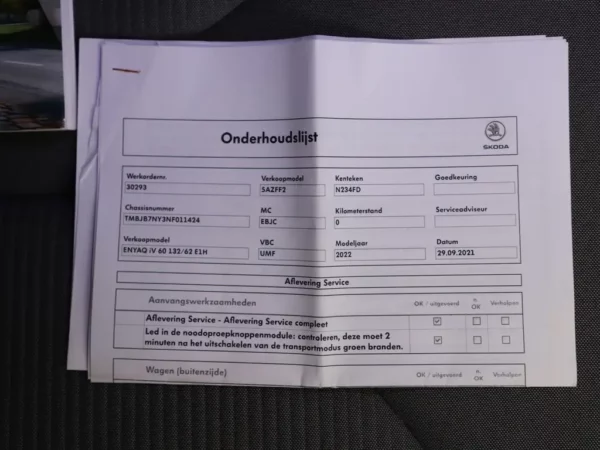 Onderhoudslijst
ŠKODA
Werkordernr. Verkoopmodel Kenteken Goedkeuring
30293 5AZFF2 N234FD
Chassisnummer MC Kilometerstand Serviceadviseur
TMBJB7NY3NF011424 EBJC 0
Verkoopmodel VBC Modeljaar Datum
ENYAQ iV 60 132/62 E1H UMF 2022 29.09.2021
Aflevering Service
Aanvangswerkzaamheden OK / uitgevoerd n. OK Verholpen
Aflevering Service - Aflevering Service compleet
Led in de noodoproepknoppenmodule: controleren, deze moet 2
minuten na het uitschakelen van de transportmodus groen branden.
Wagen (buitenzijde) OK / uitgevoerd n. OK Verholpen